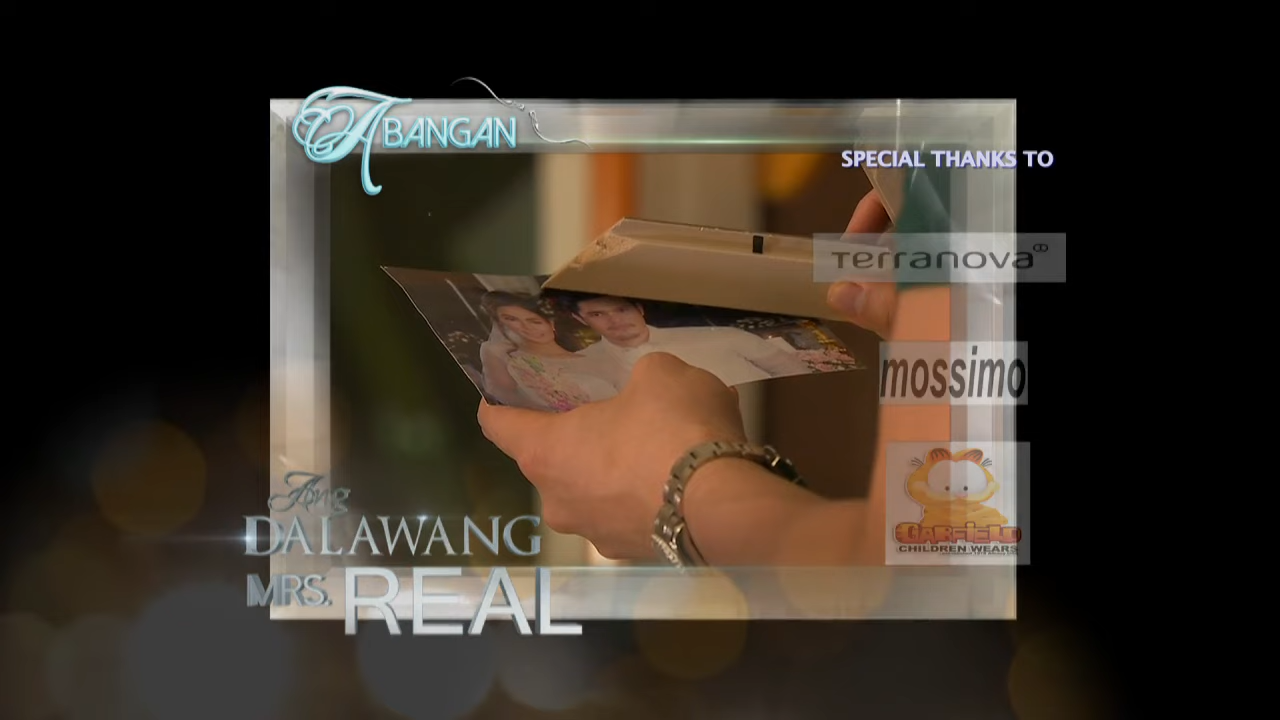 ABANGAN
SPECIAL THANKS TO
Terranova
mossimo
GARFIELD
CHILDREN WEARS
Ang
DALAWANG
MRS. REAL